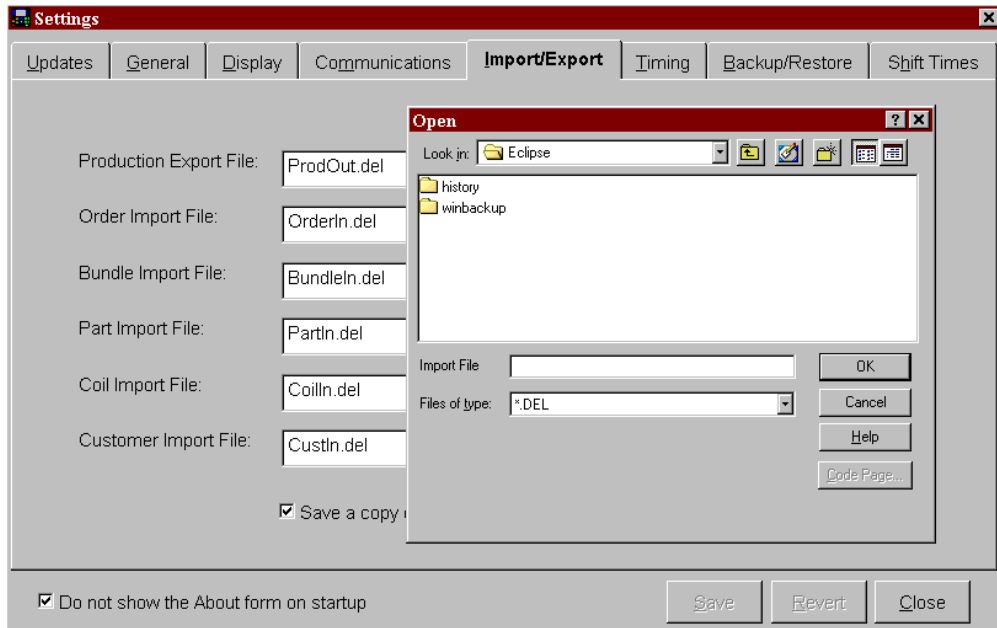 Settings
Updates General Display Communications Import/Export Timing Backup/Restore Shift Times
Open
Look in: Eclipse
history
winbackup
Production Export File: ProdOut.del
Order Import File: OrderIn.del
Bundle Import File: BundleIn.del
Part Import File: PartIn.del
Coil Import File: CoilIn.del
Customer Import File: CustIn.del
Import File OK
Files of type: *.DEL Cancel
Help
Code Page...
Save a copy
Do not show the About form on startup Save Revert Close